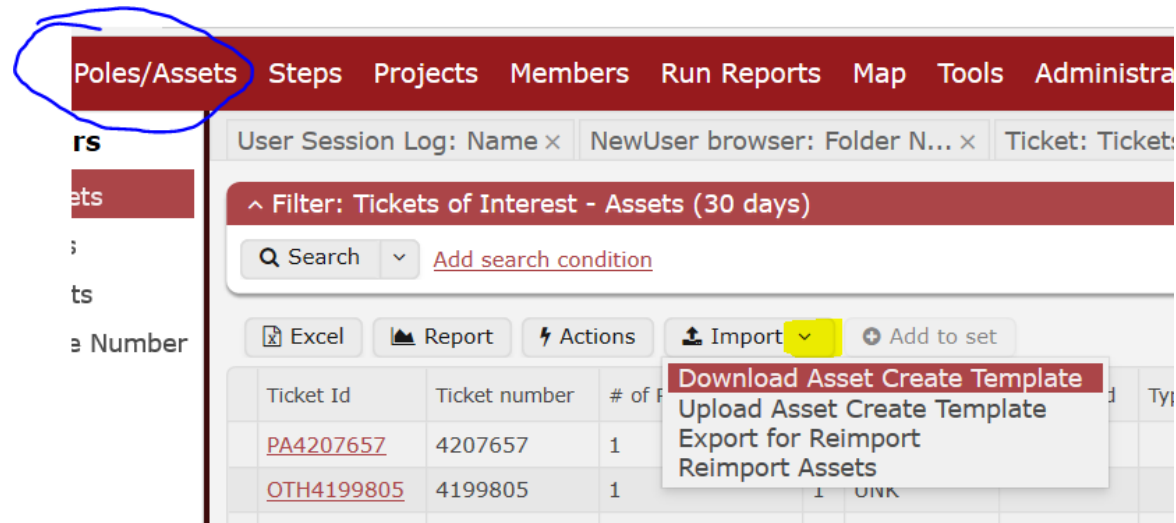 Poles/Assets Steps Projects Members Run Reports Map Tools Administra
rs
User Session Log: Name × NewUser browser: Folder N... × Ticket: Tickets
ets
Filter: Tickets of Interest - Assets (30 days)
s
Search Add search condition
ts
e Number
Excel Report Actions Import Add to set
Download Asset Create Template
Upload Asset Create Template
Export for Reimport
Reimport Assets
Ticket Id Ticket number # of d Typ
PA4207657 4207657 1
OTH4199805 4199805 1 1 UNK